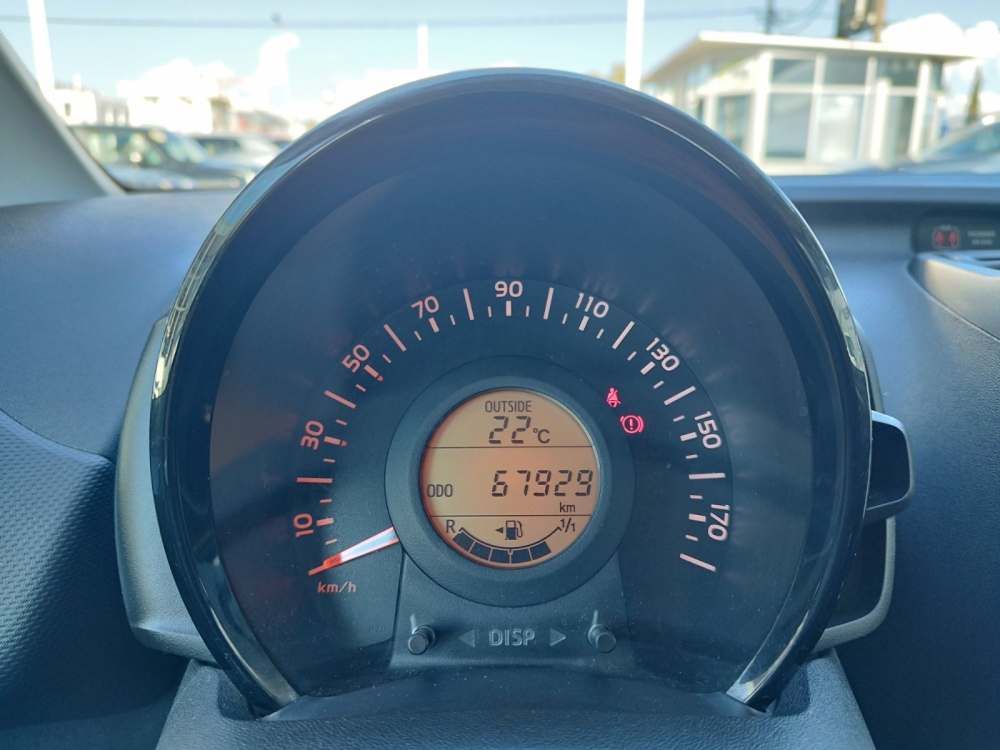 10
30
50
70
90
110
130
150
170
km/h
OUTSIDE
22°C
ODO 67929
km
R 1/1
DISP